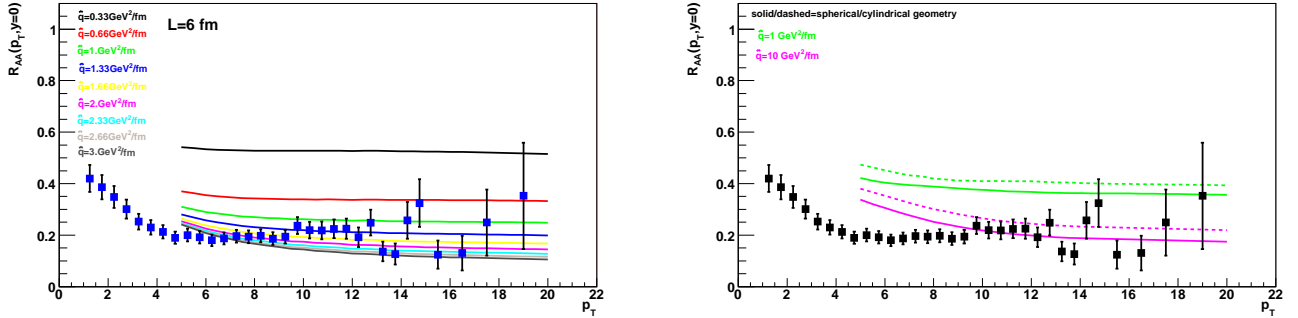 R_AA(p_T,y=0)
1
0.8
0.6
0.4
0.2
0
q̂=0.33GeV²/fm
q̂=0.66GeV²/fm
q̂=1.GeV²/fm
q̂=1.33GeV²/fm
q̂=1.66GeV²/fm
q̂=2.GeV²/fm
q̂=2.33GeV²/fm
q̂=2.66GeV²/fm
q̂=3.GeV²/fm
L=6 fm
0 2 4 6 8 10 12 14 16 18 20 22
p_T
R_AA(p_T,y=0)
1
0.8
0.6
0.4
0.2
0
solid/dashed=spherical/cylindrical geometry
q̂=1 GeV²/fm
q̂=10 GeV²/fm
0 2 4 6 8 10 12 14 16 18 20 22
p_T